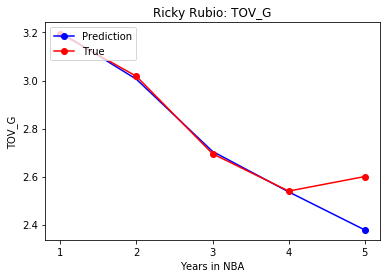 Ricky Rubio: TOV_G
3.2
3.0
2.8
2.6
2.4
TOV_G
Prediction
True
1
2
3
4
5
Years in NBA